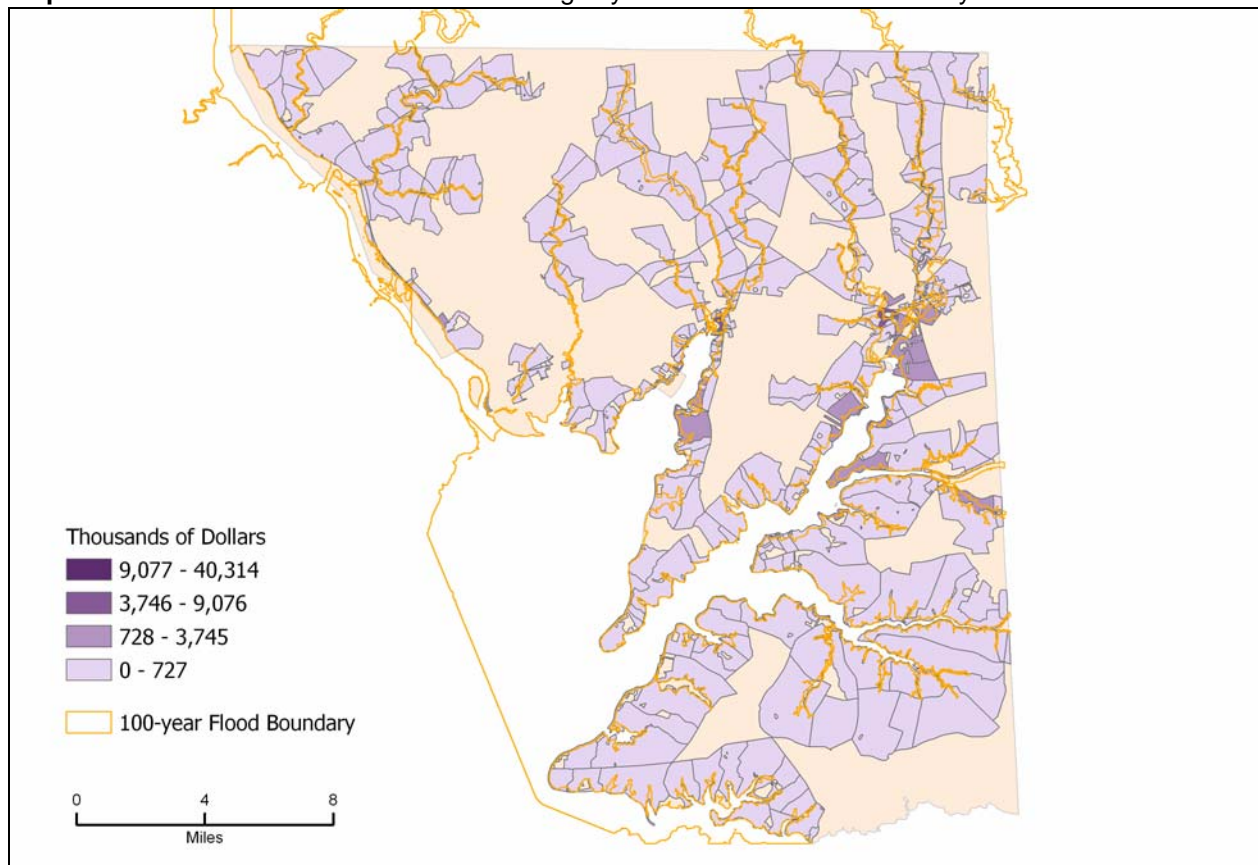 Thousands of Dollars
9,077 - 40,314
3,746 - 9,076
728 - 3,745
0 - 727
100-year Flood Boundary
0 4 8
Miles